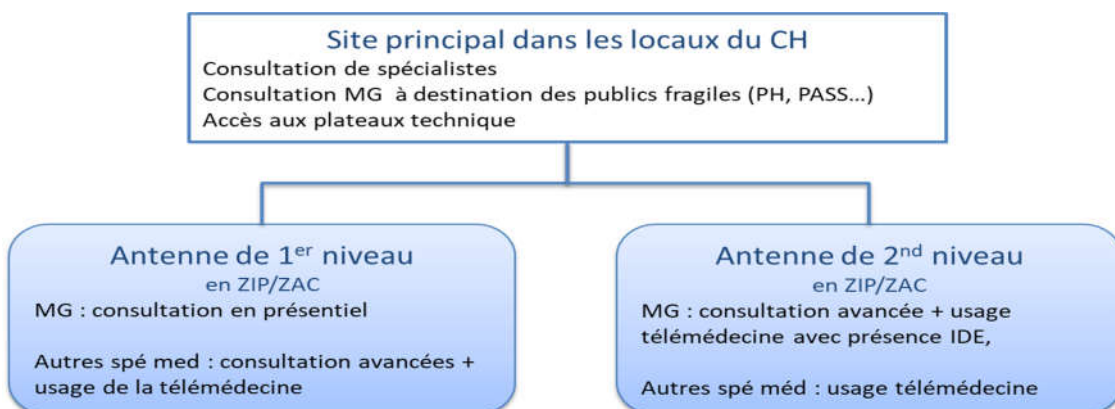 Site principal dans les locaux du CH
Consultation de spécialistes
Consultation MG à destination des publics fragiles (PH, PASS...)
Accès aux plateaux technique
Antenne de 1er niveau
en ZIP/ZAC
MG : consultation en présentiel
Autres spé med : consultation avancées +
usage de la télémédecine
Antenne de 2nd niveau
en ZIP/ZAC
MG : consultation avancée + usage
télémédecine avec présence IDE,
Autres spé méd : usage télémédecine